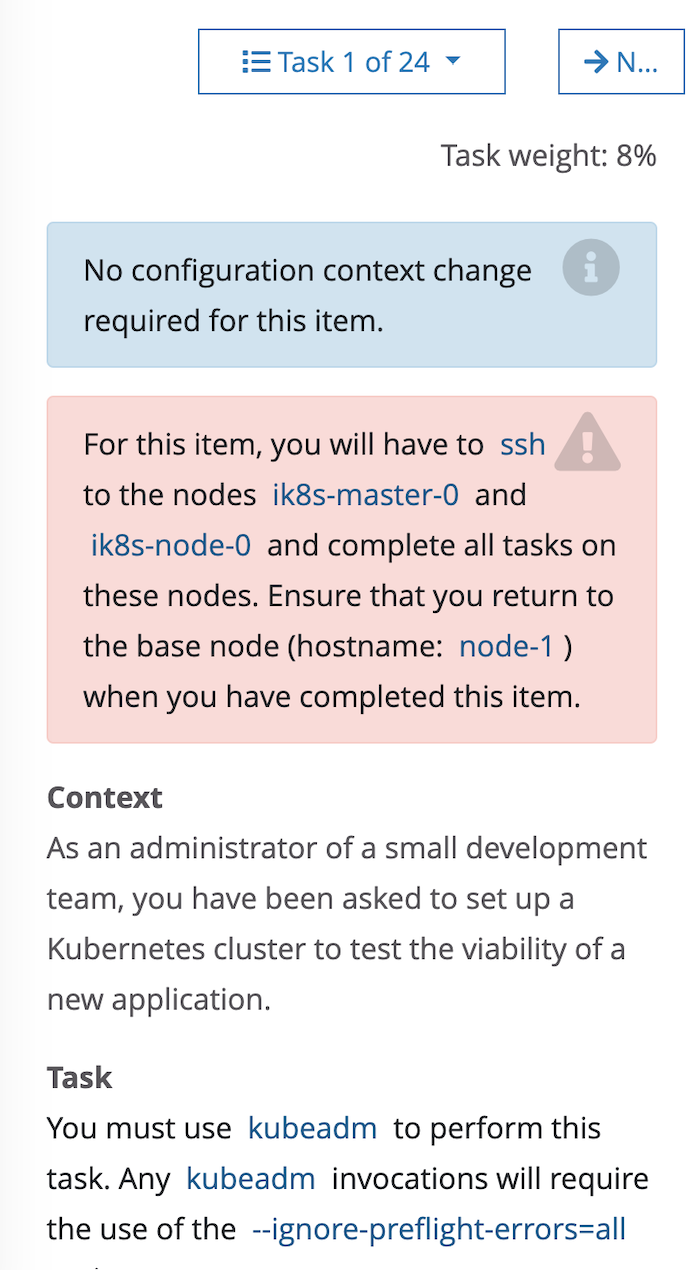 Task 1 of 24
N...
Task weight: 8%
No configuration context change
required for this item.
For this item, you will have to ssh
to the nodes ik8s-master-0 and
ik8s-node-0 and complete all tasks on
these nodes. Ensure that you return to
the base node (hostname: node-1 )
when you have completed this item.
Context
As an administrator of a small development
team, you have been asked to set up a
Kubernetes cluster to test the viability of a
new application.
Task
You must use kubeadm to perform this
task. Any kubeadm invocations will require
the use of the --ignore-preflight-errors=all